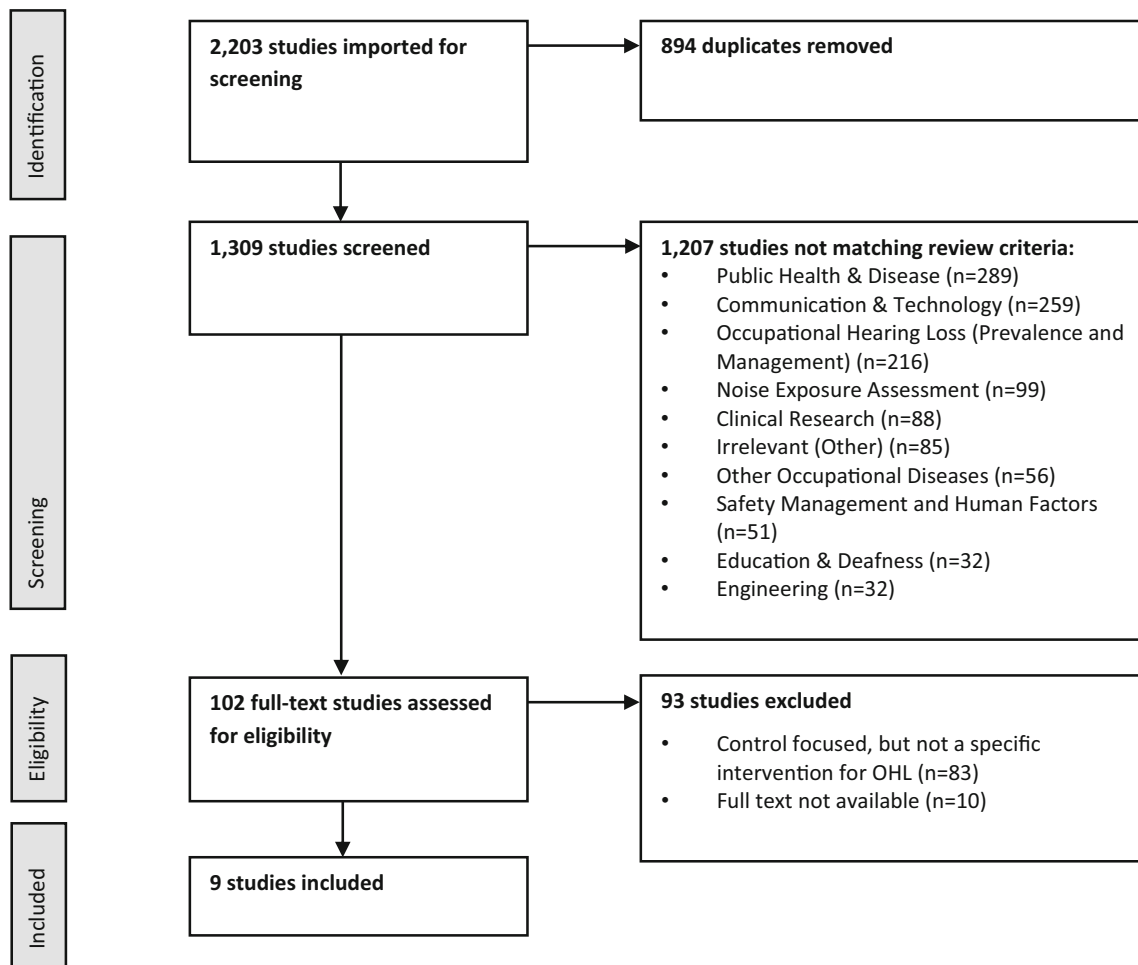 Identification
2,203 studies imported for
screening
894 duplicates removed
Screening
1,309 studies screened
1,207 studies not matching review criteria:
• Public Health & Disease (n=289)
• Communication & Technology (n=259)
• Occupational Hearing Loss (Prevalence and
Management) (n=216)
• Noise Exposure Assessment (n=99)
• Clinical Research (n=88)
• Irrelevant (Other) (n=85)
• Other Occupational Diseases (n=56)
• Safety Management and Human Factors
(n=51)
• Education & Deafness (n=32)
• Engineering (n=32)
Eligibility
102 full-text studies assessed
for eligibility
93 studies excluded
• Control focused, but not a specific
intervention for OHL (n=83)
• Full text not available (n=10)
Included
9 studies included